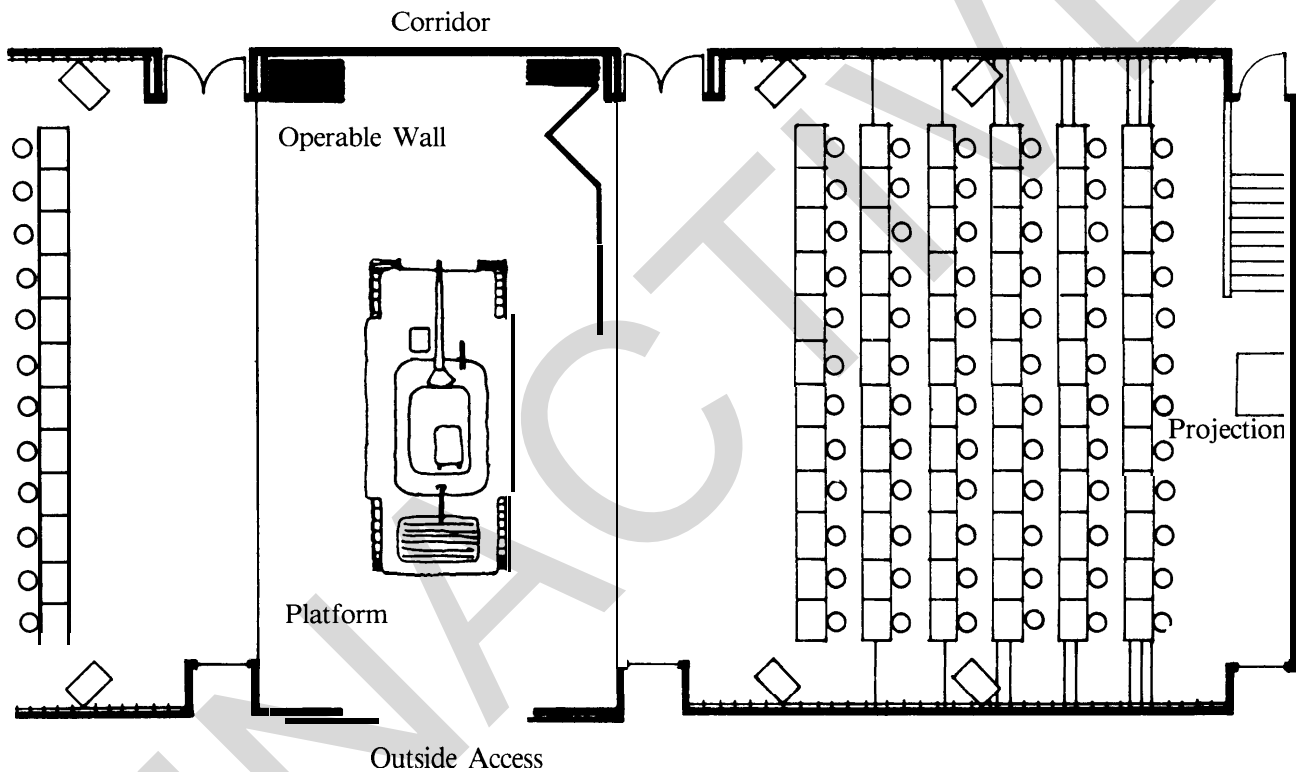 Corridor
Operable Wall
Projection
Platform
Outside Access
INACTIVE